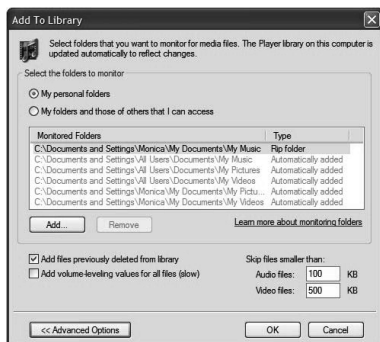 Add To Library
Select folders that you want to monitor for media files. The Player library on this computer is
updated automatically to reflect changes.
Select the folders to monitor
My personal folders
My folders and those of others that I can access
Monitored Folders Type
C:\Documents and Settings\Monica\My Documents\My Music Rip folder
C:\Documents and Settings\All Users\Documents\My Music Automatically added
C:\Documents and Settings\All Users\Documents\My Pictures Automatically added
C:\Documents and Settings\All Users\Documents\My Videos Automatically added
C:\Documents and Settings\Monica\My Documents\My Pictu... Automatically added
C:\Documents and Settings\Monica\My Documents\My Videos Automatically added
Add... Remove Learn more about monitoring folders
Add files previously deleted from library Skip files smaller than:
Add volume-leveling values for all files (slow) Audio files: 100 KB
Video files: 500 KB
<< Advanced Options OK Cancel